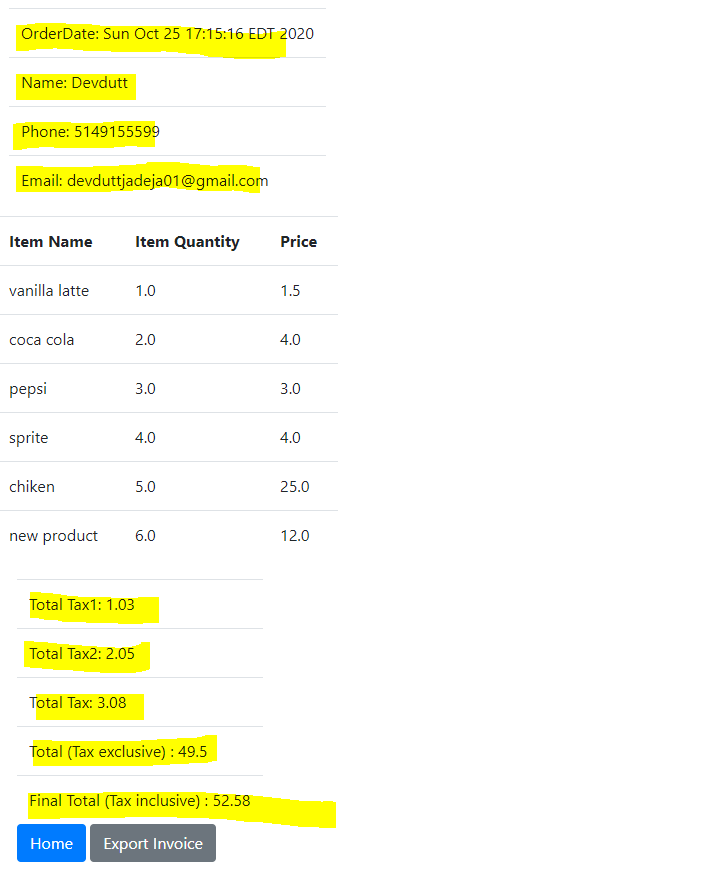 OrderDate: Sun Oct 25 17:15:16 EDT 2020
Name: Devdutt
Phone: 5149155599
Email: devduttjadeja01@gmail.com
Item Name Item Quantity Price
vanilla latte 1.0 1.5
coca cola 2.0 4.0
pepsi 3.0 3.0
sprite 4.0 4.0
chiken 5.0 25.0
new product 6.0 12.0
Total Tax1: 1.03
Total Tax2: 2.05
Total Tax: 3.08
Total (Tax exclusive) : 49.5
Final Total (Tax inclusive) : 52.58
Home Export Invoice